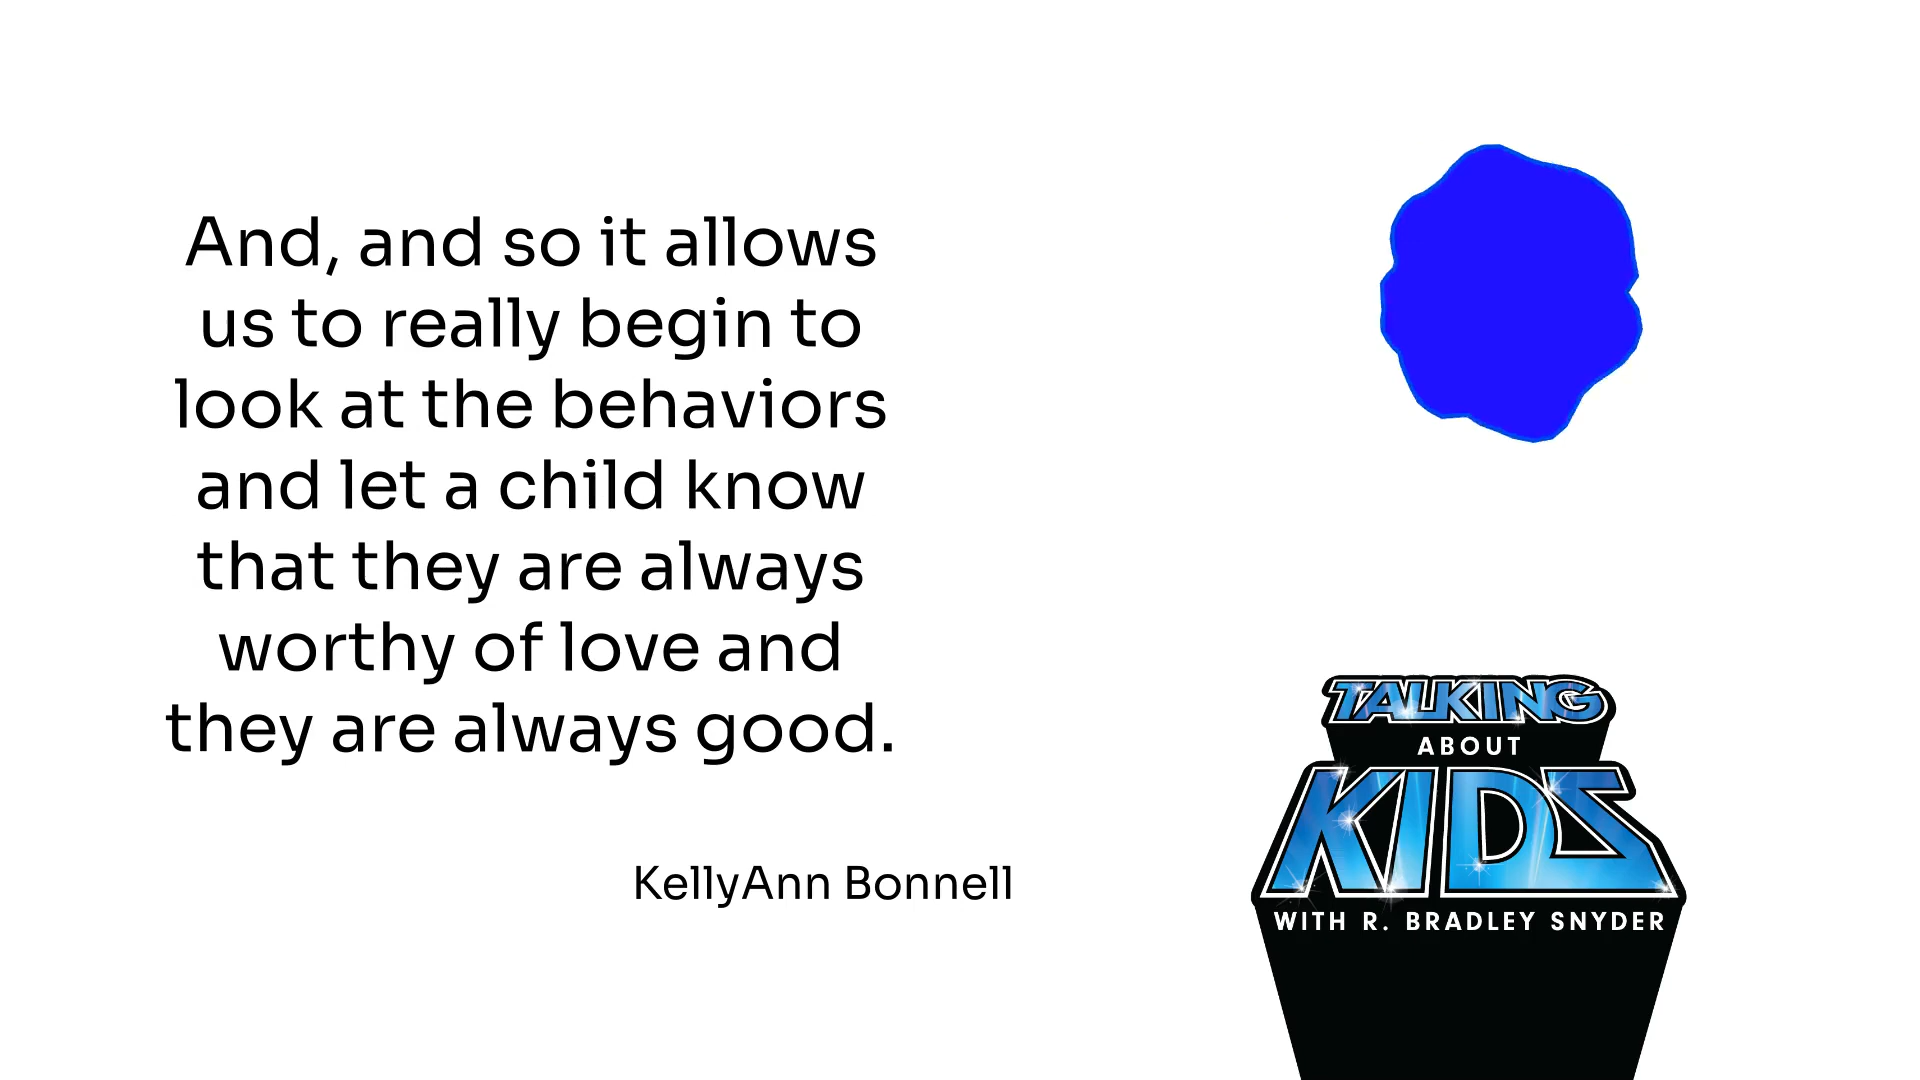 And, and so it allows
us to really begin to
look at the behaviors
and let a child know
that they are always
worthy of love and
they are always good.
KellyAnn Bonnell
TALKING
ABOUT
KIDS
WITH R. BRADLEY SNYDER